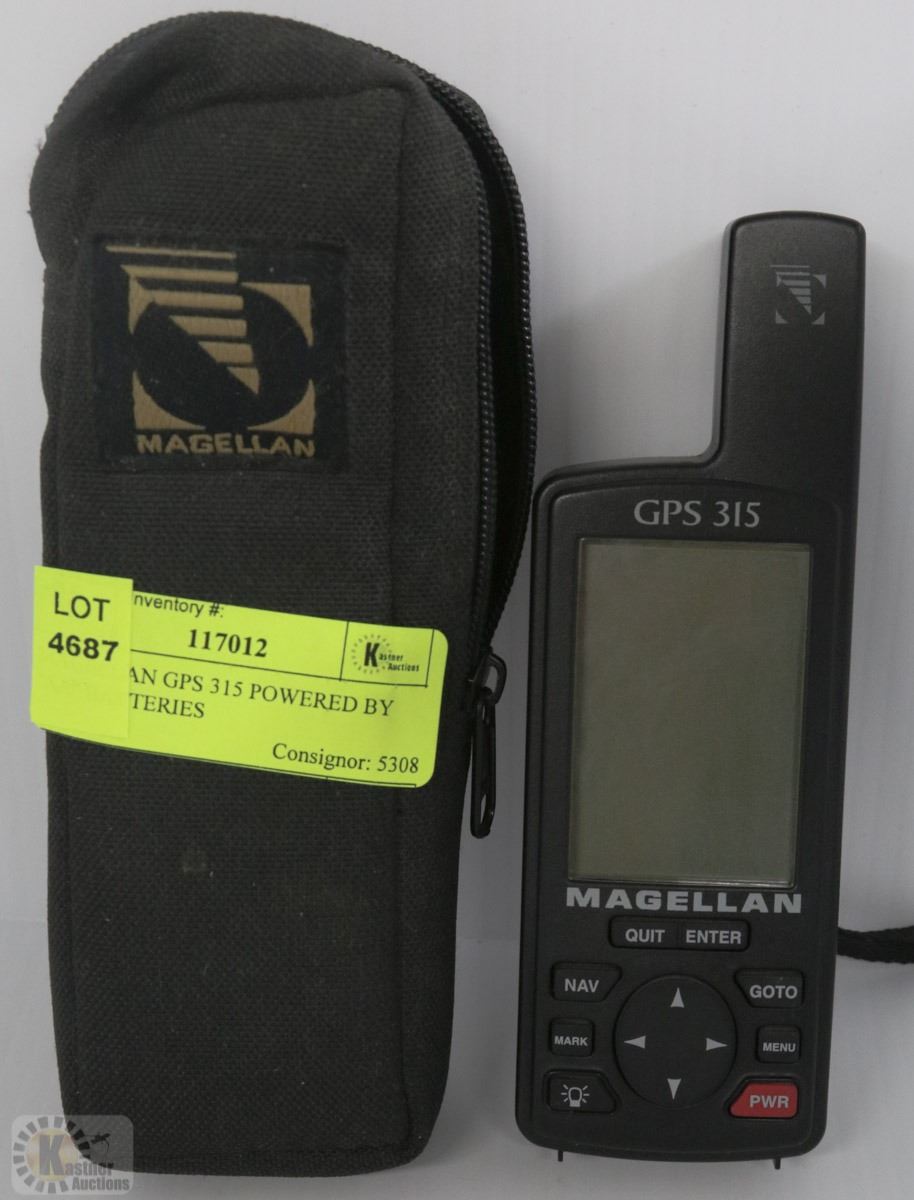 MAGELLAN
LOT
4687
nventory #:
117012
Kastner
Auctions
AN GPS 315 POWERED BY
TERIES
Consignor: 5308
GPS 315
MAGELLAN
QUIT ENTER
NAV
GOTO
MARK
MENU
PWR
Kastner
Auctions